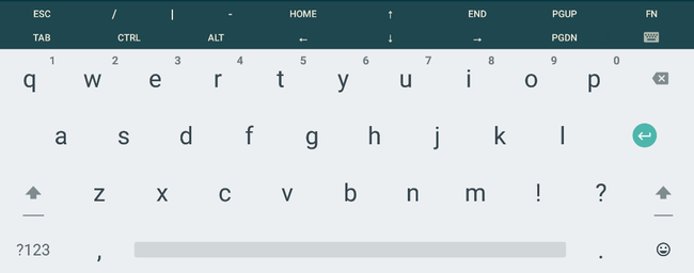 ESC / | - HOME ↑ END PGUP FN
TAB CTRL ALT ← ↓ → PGDN
1 2 3 4 5 6 7 8 9 0
q w e r t y u i o p
a s d f g h j k l
z x c v b n m ! ?
?123 , .